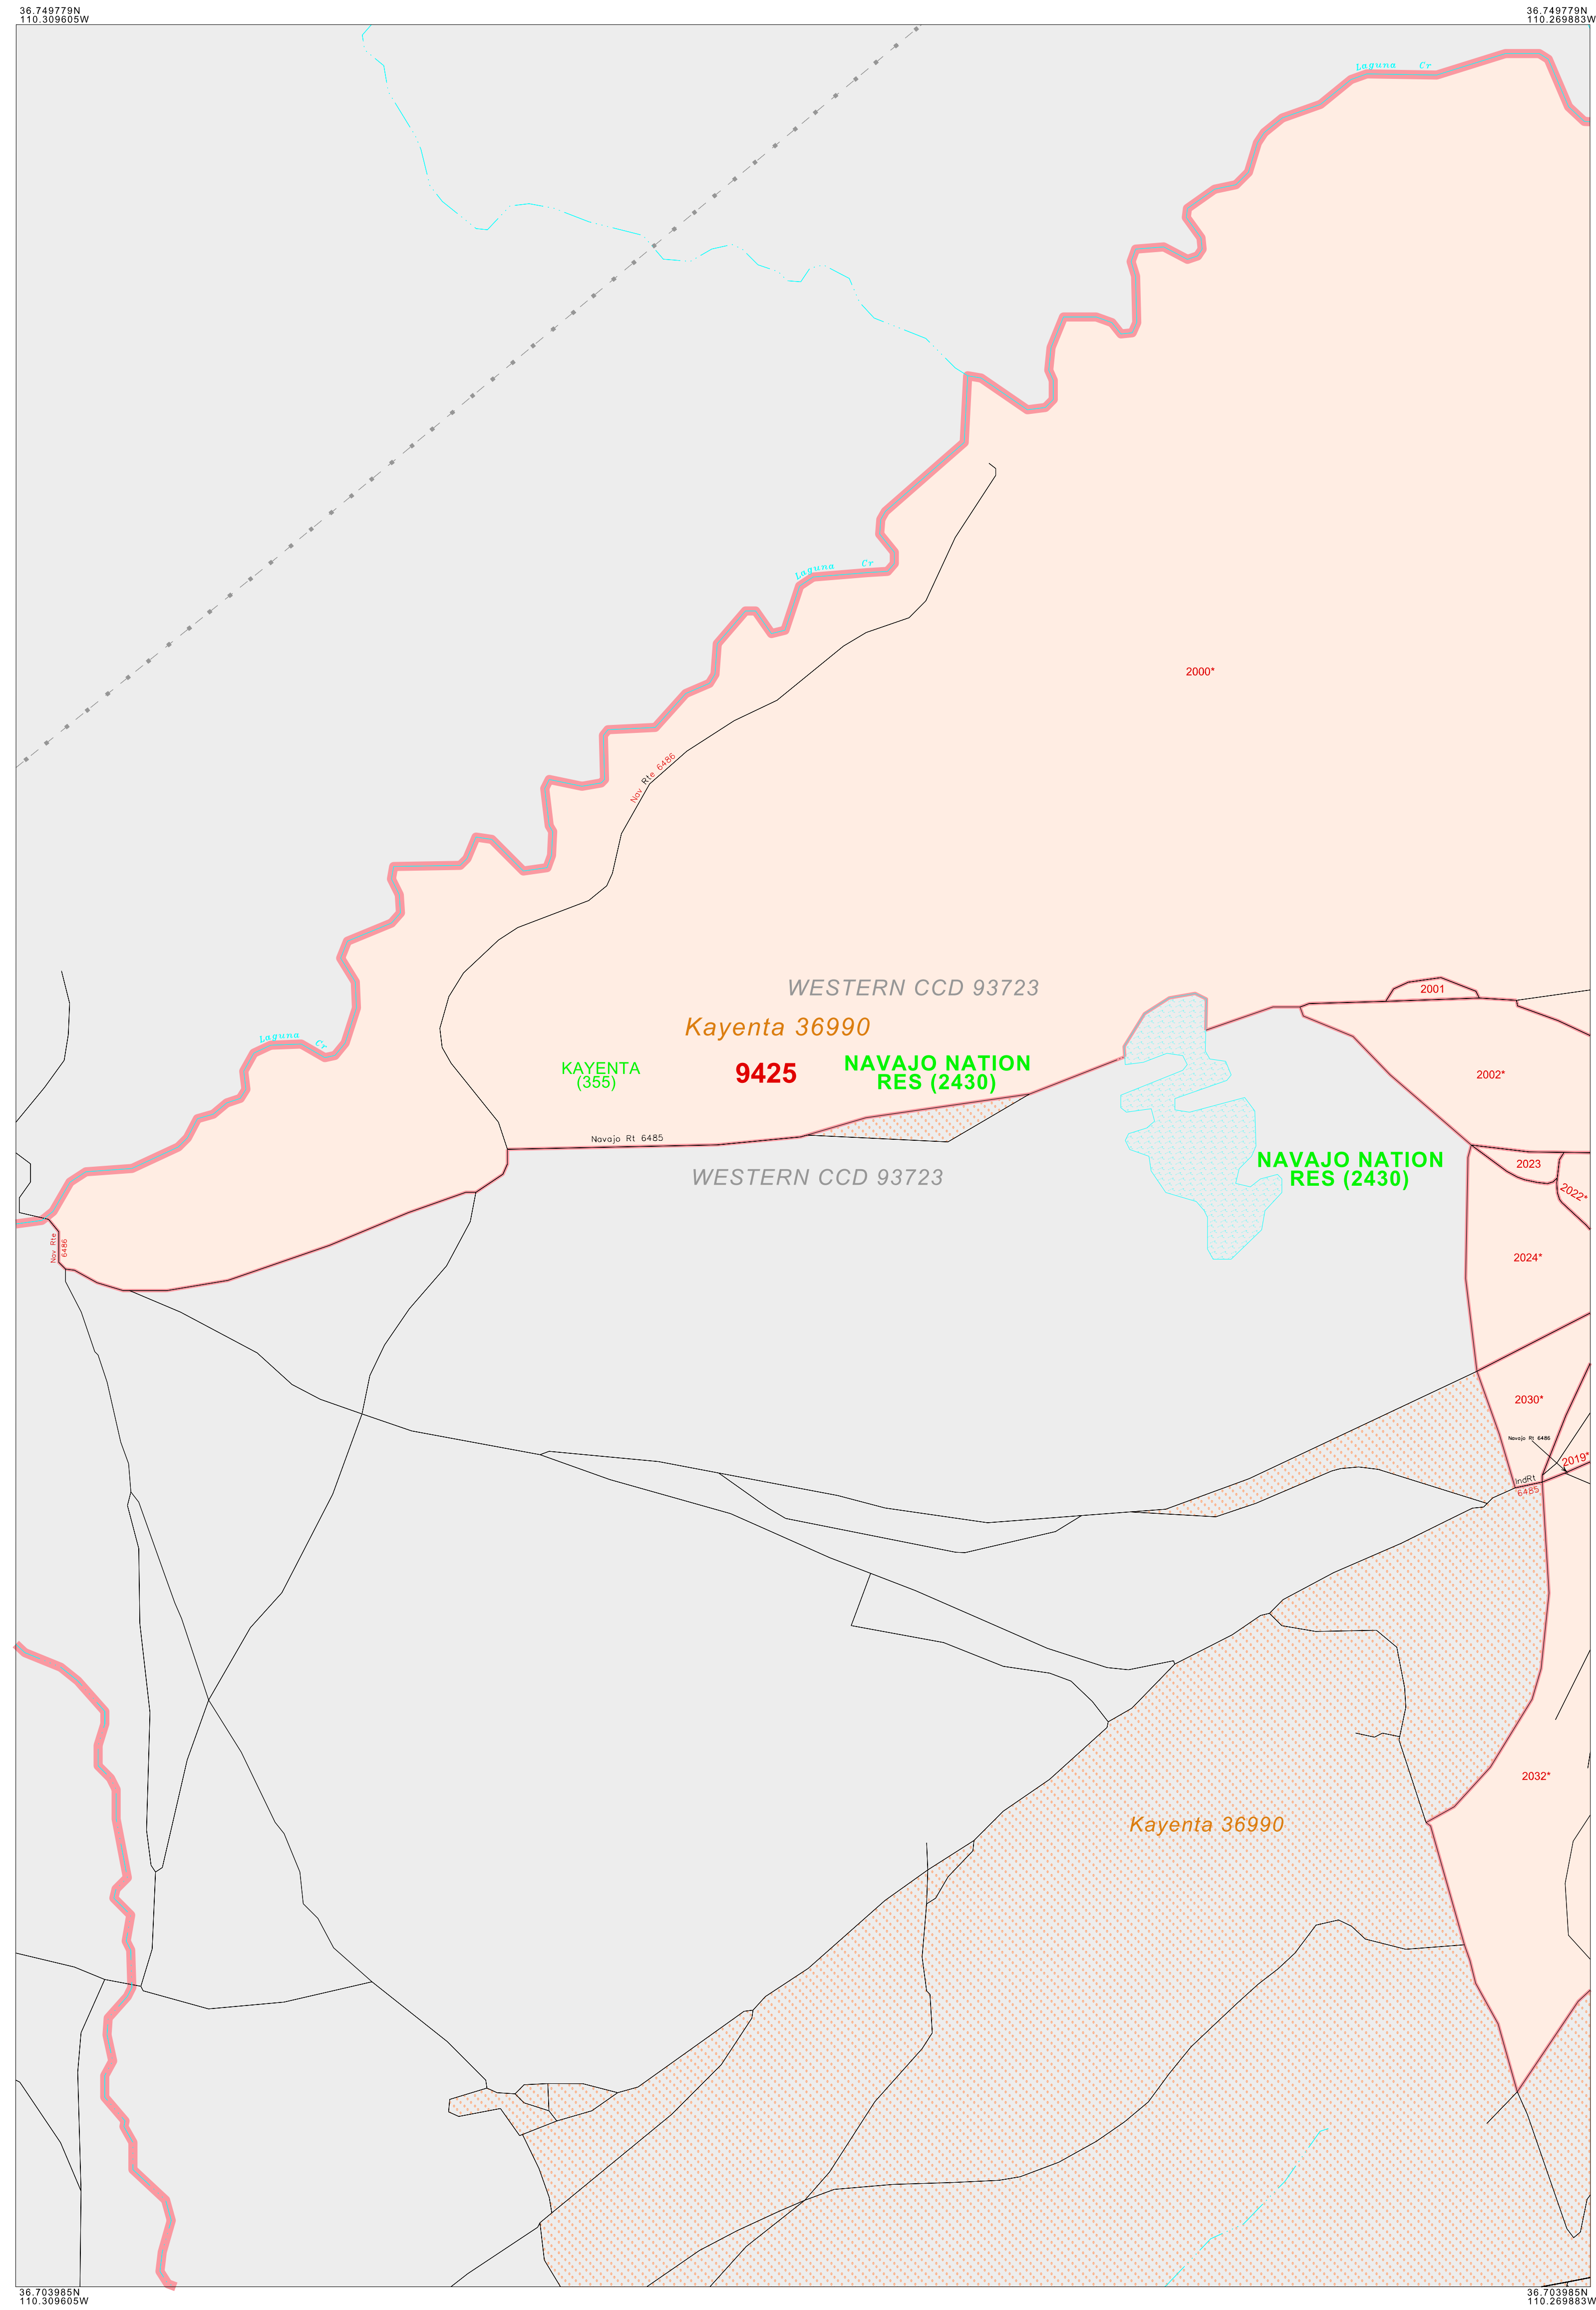 36.749779N
110.309605W
36.749779N
110.269883W
Laguna Cr
Laguna Cr
2000*
Nav Rte 6486
WESTERN CCD 93723
2001
Kayenta 36990
Laguna Cr
KAYENTA
(355)
9425
NAVAJO NATION
RES (2430)
2002*
Navajo Rt 6485
WESTERN CCD 93723
NAVAJO NATION
RES (2430)
2023
2022*
Nav Rte
6486
2024*
2030*
Navajo Rt 6486
2019*
IndRt
6485
2032*
Kayenta 36990
36.703985N
110.309605W
36.703985N
110.269883W